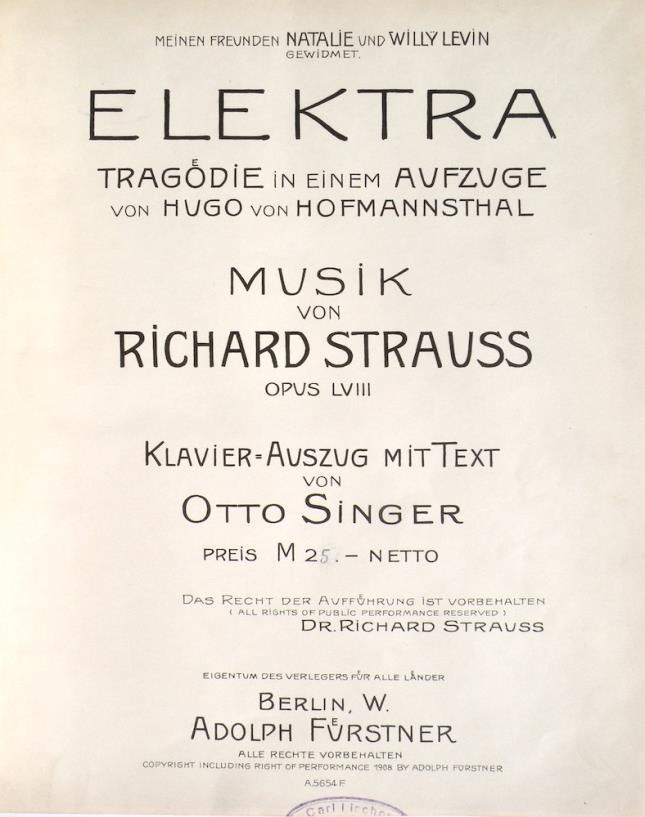 MEINEN FREUNDEN NATALIE UND WILLY LEVIN
GEWIDMET.
ELEKTRA
TRAGÖDIE IN EINEM AUFZUGE
VON HUGO VON HOFMANNSTHAL
MUSIK
VON
RICHARD STRAUSS
OPUS LVIII
KLAVIER=AUSZUG MIT TEXT
VON
OTTO SINGER
PREIS M 25.– NETTO
DAS RECHT DER AUFFÜHRUNG IST VORBEHALTEN
( ALL RIGHTS OF PUBLIC PERFORMANCE RESERVED )
DR. RICHARD STRAUSS
EIGENTUM DES VERLEGERS FÜR ALLE LÄNDER
BERLIN, W.
ADOLPH FÜRSTNER
ALLE RECHTE VORBEHALTEN
COPYRIGHT INCLUDING RIGHT OF PERFORMANCE 1908 BY ADOLPH FÜRSTNER
A.5654 F.
Carl